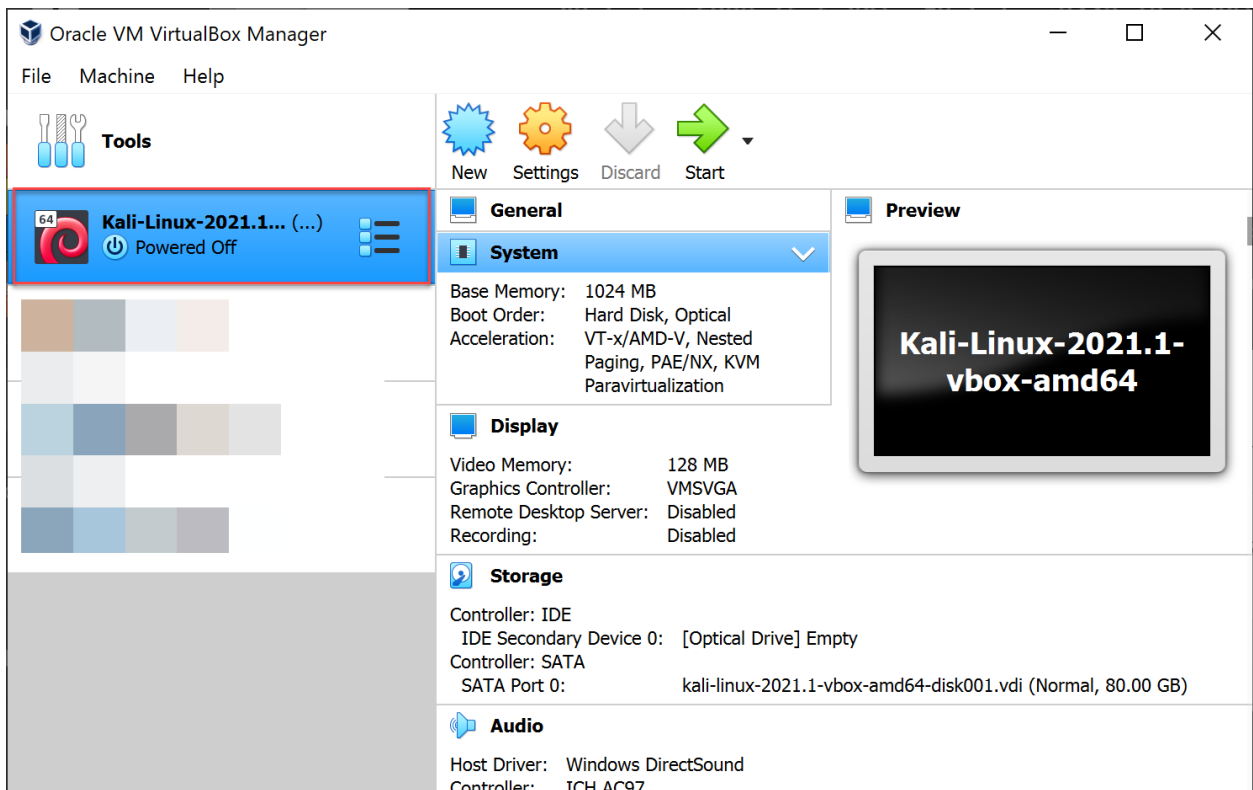 Oracle VM VirtualBox Manager
File Machine Help
Tools
New Settings Discard Start
64
Kali-Linux-2021.1... (...)
Powered Off
General
System
Base Memory: 1024 MB
Boot Order: Hard Disk, Optical
Acceleration: VT-x/AMD-V, Nested
Paging, PAE/NX, KVM
Paravirtualization
Preview
Kali-Linux-2021.1-
vbox-amd64
Display
Video Memory: 128 MB
Graphics Controller: VMSVGA
Remote Desktop Server: Disabled
Recording: Disabled
Storage
Controller: IDE
IDE Secondary Device 0: [Optical Drive] Empty
Controller: SATA
SATA Port 0: kali-linux-2021.1-vbox-amd64-disk001.vdi (Normal, 80.00 GB)
Audio
Host Driver: Windows DirectSound
Controller: ICH AC97